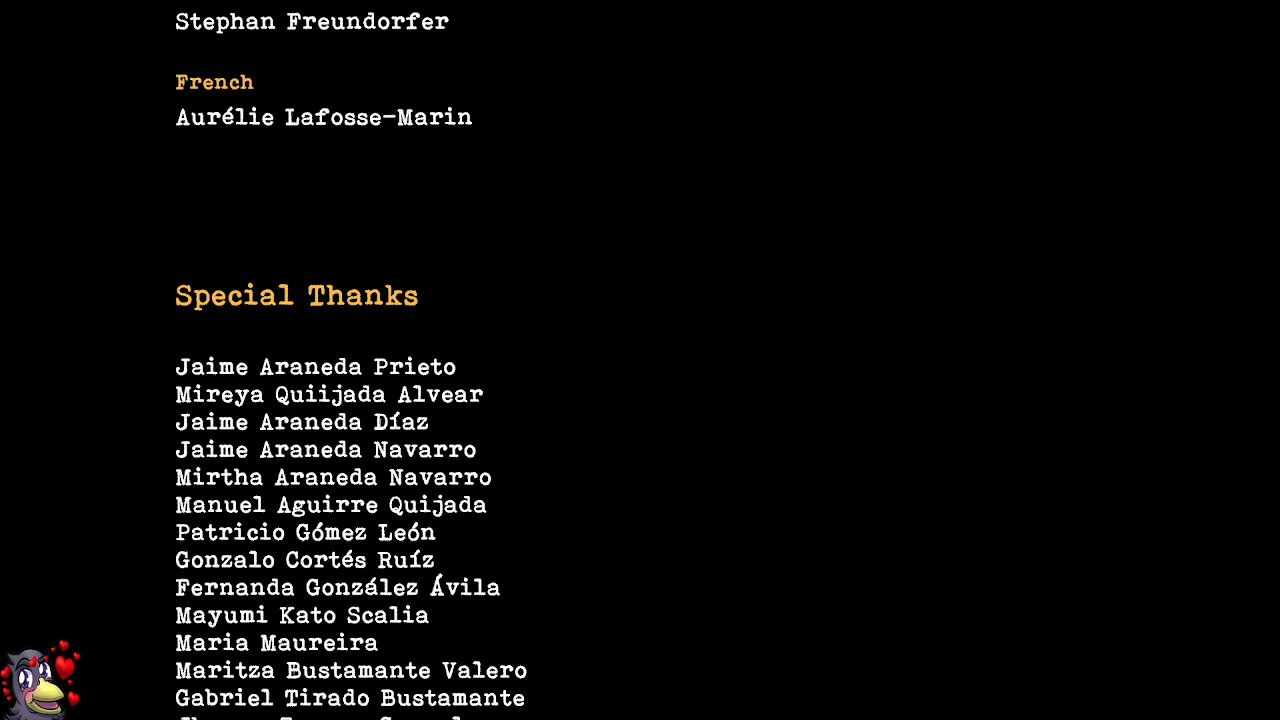 Stephan Freundorfer
French
Aurélie Lafosse-Marin
Special Thanks
Jaime Araneda Prieto
Mireya Quiijada Alvear
Jaime Araneda Díaz
Jaime Araneda Navarro
Mirtha Araneda Navarro
Manuel Aguirre Quijada
Patricio Gómez León
Gonzalo Cortés Ruíz
Fernanda González Ávila
Mayumi Kato Scalia
Maria Maureira
Maritza Bustamante Valero
Gabriel Tirado Bustamante